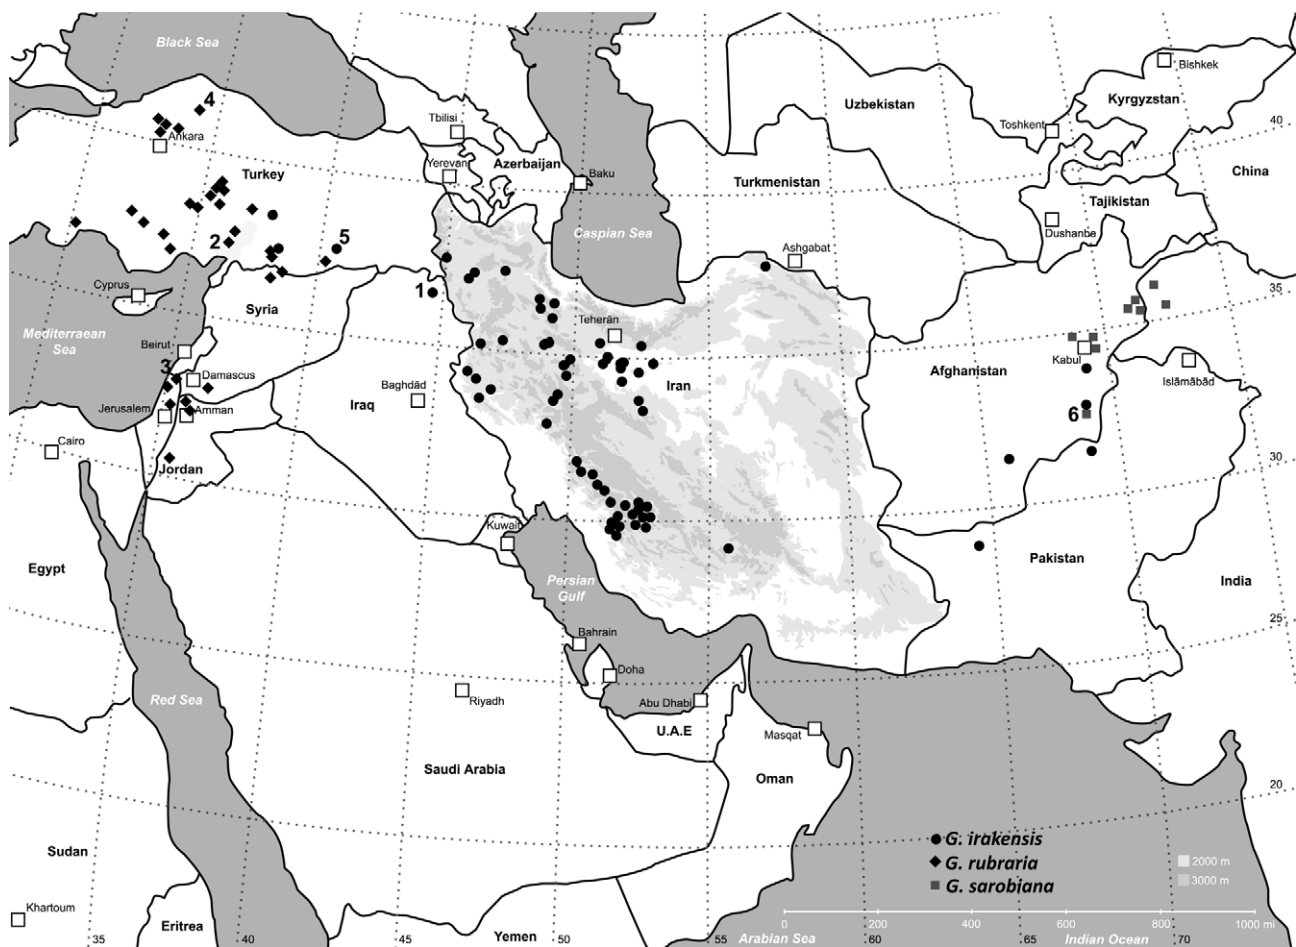 Black Sea
Bishkek
Kyrgyzstan
Uzbekistan
4
Tbilisi
Toshkent
40
Ankara
Yerevan
Azerbaijan
China
Turkey
Baku
Turkmenistan
Tajikistan
Caspian Sea
Dushanbe
5
2
Ashgabat
Cyprus
1
35
Syria
Mediterraean
Sea
Teherān
Beirut
Kabul
3
Damascus
Iran
Afghanistan
Islāmābād
Baghdād
Iraq
Jerusalem
Amman
6
Cairo
Jordan
30
Kuwait
Pakistan
Egypt
Persian
Gulf
India
25
Bahrain
Doha
Red Sea
Riyadh
Abu Dhabi
U.A.E
Masqat
Saudi Arabia
Oman
20
G. irakensis
Sudan
G. rubraria
2000 m
G. sarobiana
3000 m
Khartoum
Eritrea
0
200
400
600
800
1000 mi
Yemen
35
40
45
50
55
Arabian Sea
60
65
Indian Ocean
70